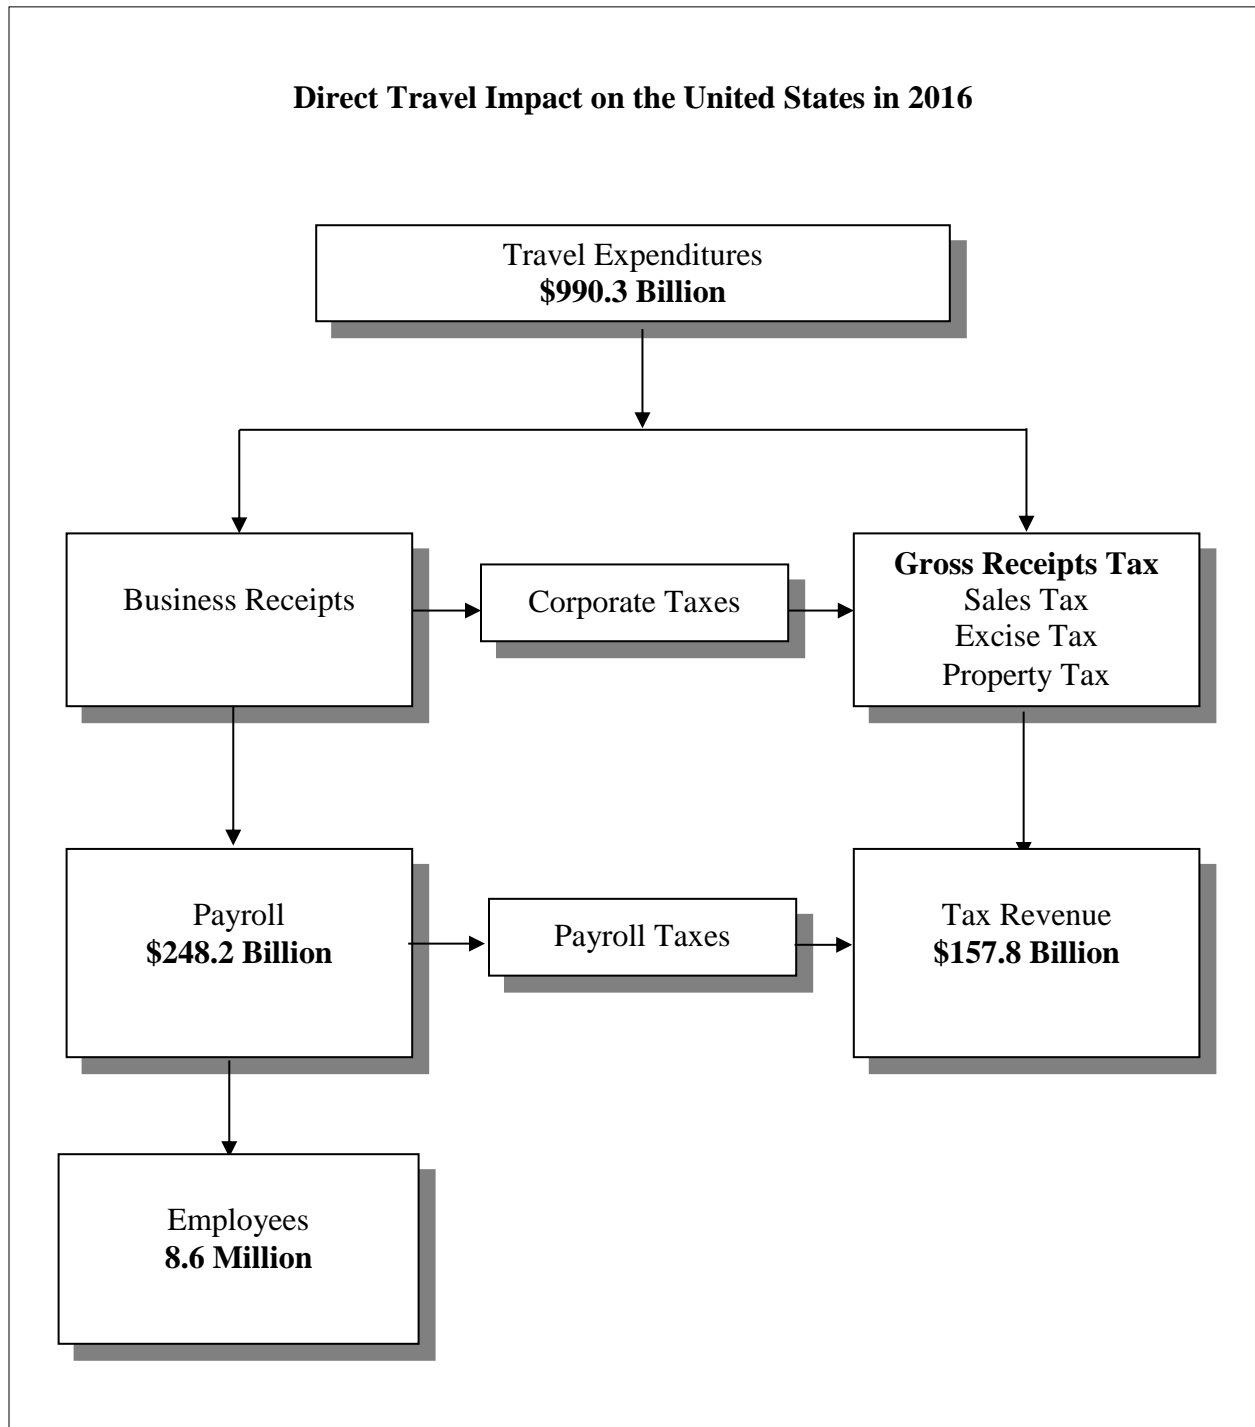 Direct Travel Impact on the United States in 2016
Travel Expenditures
$990.3 Billion
Business Receipts
Corporate Taxes
Gross Receipts Tax
Sales Tax
Excise Tax
Property Tax
Payroll
$248.2 Billion
Payroll Taxes
Tax Revenue
$157.8 Billion
Employees
8.6 Million